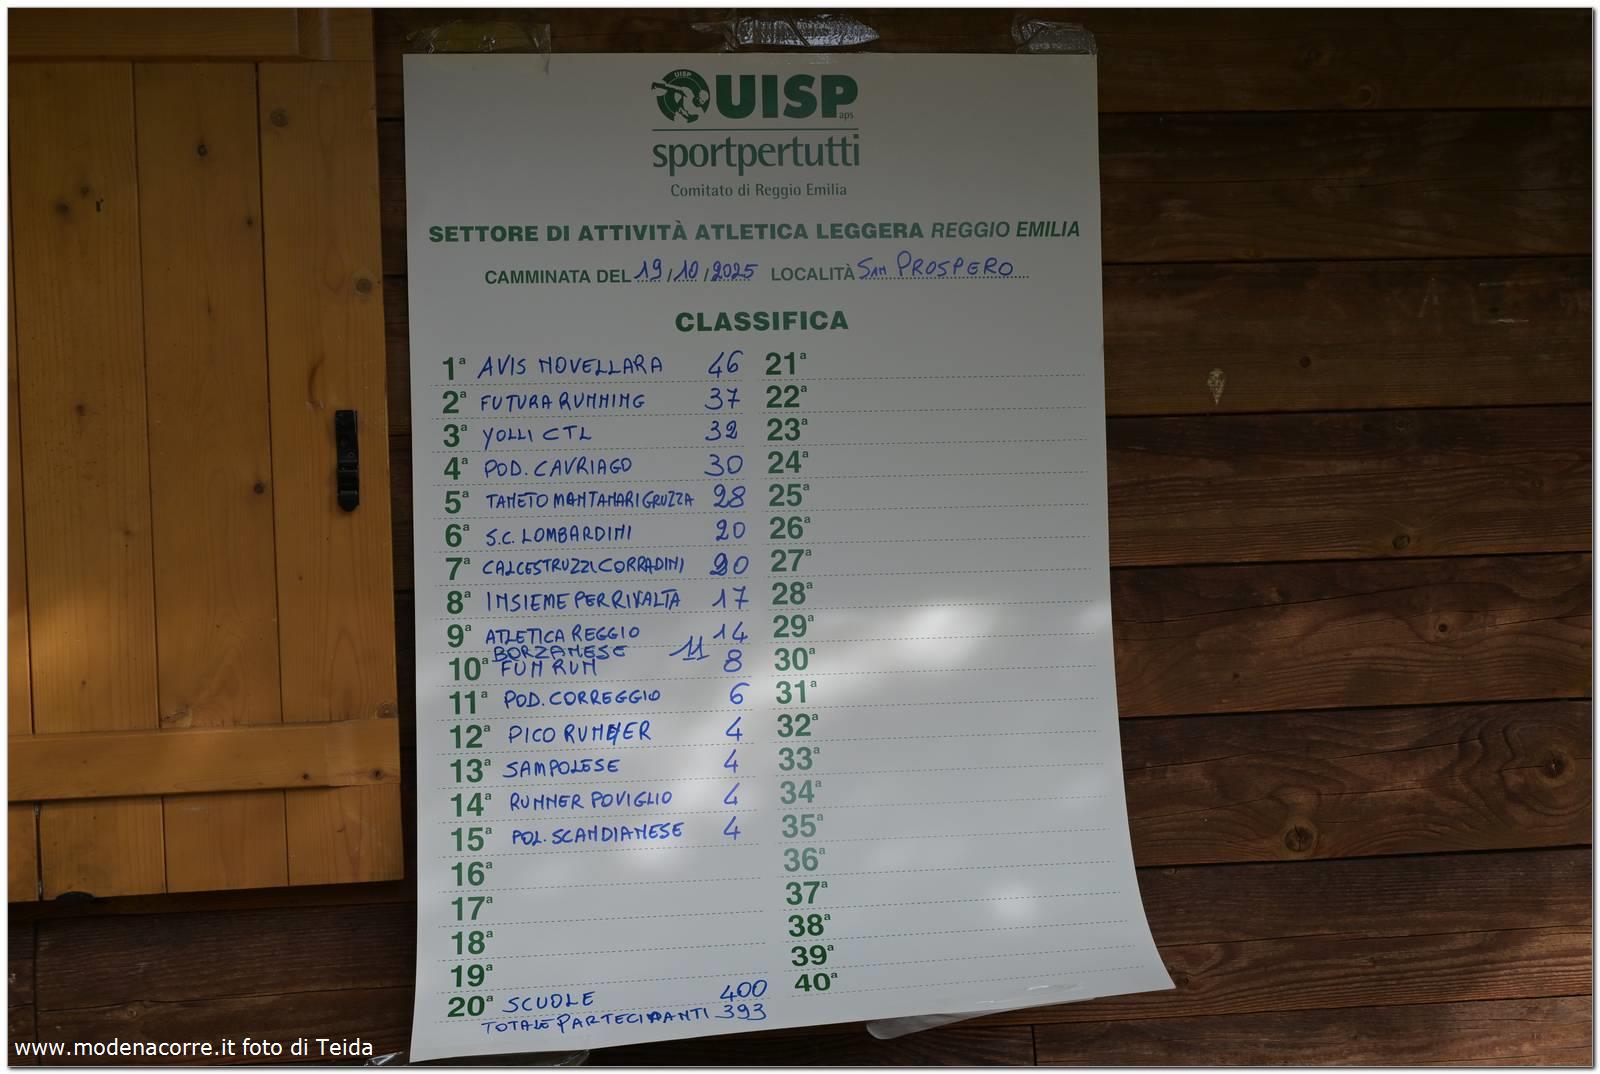 UISP
UISP aps
sportpertutti
Comitato di Reggio Emilia
SETTORE DI ATTIVITÀ ATLETICA LEGGERA REGGIO EMILIA
CAMMINATA DEL 19/10/2025 LOCALITÀ SAN PROSPERO
CLASSIFICA
1ª AVIS NOVELLARA 46
2ª FUTURA RUNNING 37
3ª YOLLI CTL 32
4ª POD. CAVRIAGO 30
5ª TANETO MANTANARI GRUZZA 28
6ª S.C. LOMBARDINI 20
7ª CALCESTRUZZI CORRADINI 20
8ª INSIEME PER RIVALTA 17
9ª ATLETICA REGGIO 14
BORZANESE 11
10ª FUN RUN 8
11ª POD. CORREGGIO 6
12ª PICO RUNNER 4
13ª SAMPOLESE 4
14ª RUNNER POVIGLIO 4
15ª POL. SCANDIANESE 4
16ª
17ª
18ª
19ª
20ª SCUOLE 400
TOTALE PARTECIPANTI 393
21ª
22ª
23ª
24ª
25ª
26ª
27ª
28ª
29ª
30ª
31ª
32ª
33ª
34ª
35ª
36ª
37ª
38ª
39ª
40ª
www.modenacorre.it foto di Teida